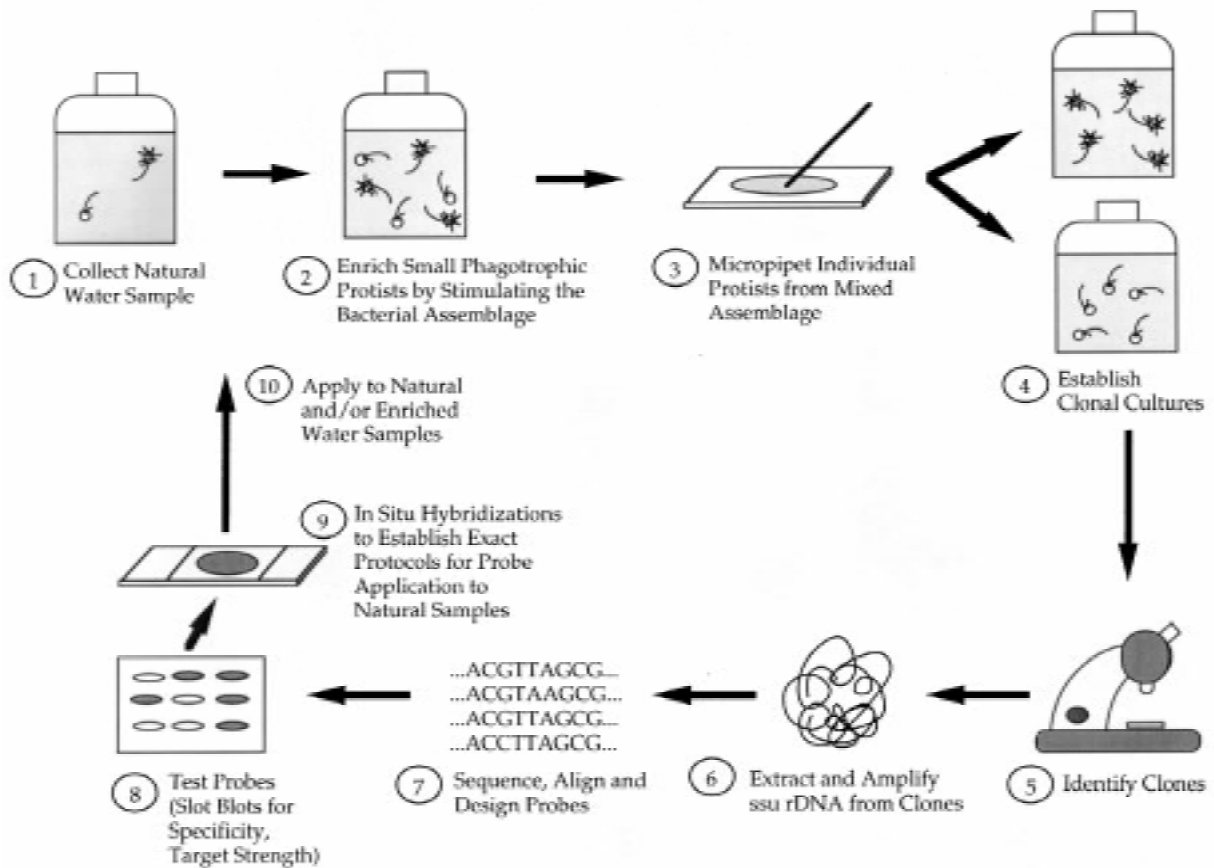 1 Collect Natural
Water Sample
2 Enrich Small Phagotrophic
Protists by Stimulating the
Bacterial Assemblage
3 Micropipet Individual
Protists from Mixed
Assemblage
4 Establish
Clonal Cultures
5 Identify Clones
6 Extract and Amplify
ssu rDNA from Clones
...ACGTTAGCG...
...ACGTAAGCG...
...ACGTTAGCG...
...ACCTTAGCG...
7 Sequence, Align and
Design Probes
8 Test Probes
(Slot Blots for
Specificity,
Target Strength)
9 In Situ Hybridizations
to Establish Exact
Protocols for Probe
Application to
Natural Samples
10 Apply to Natural
and/or Enriched
Water Samples